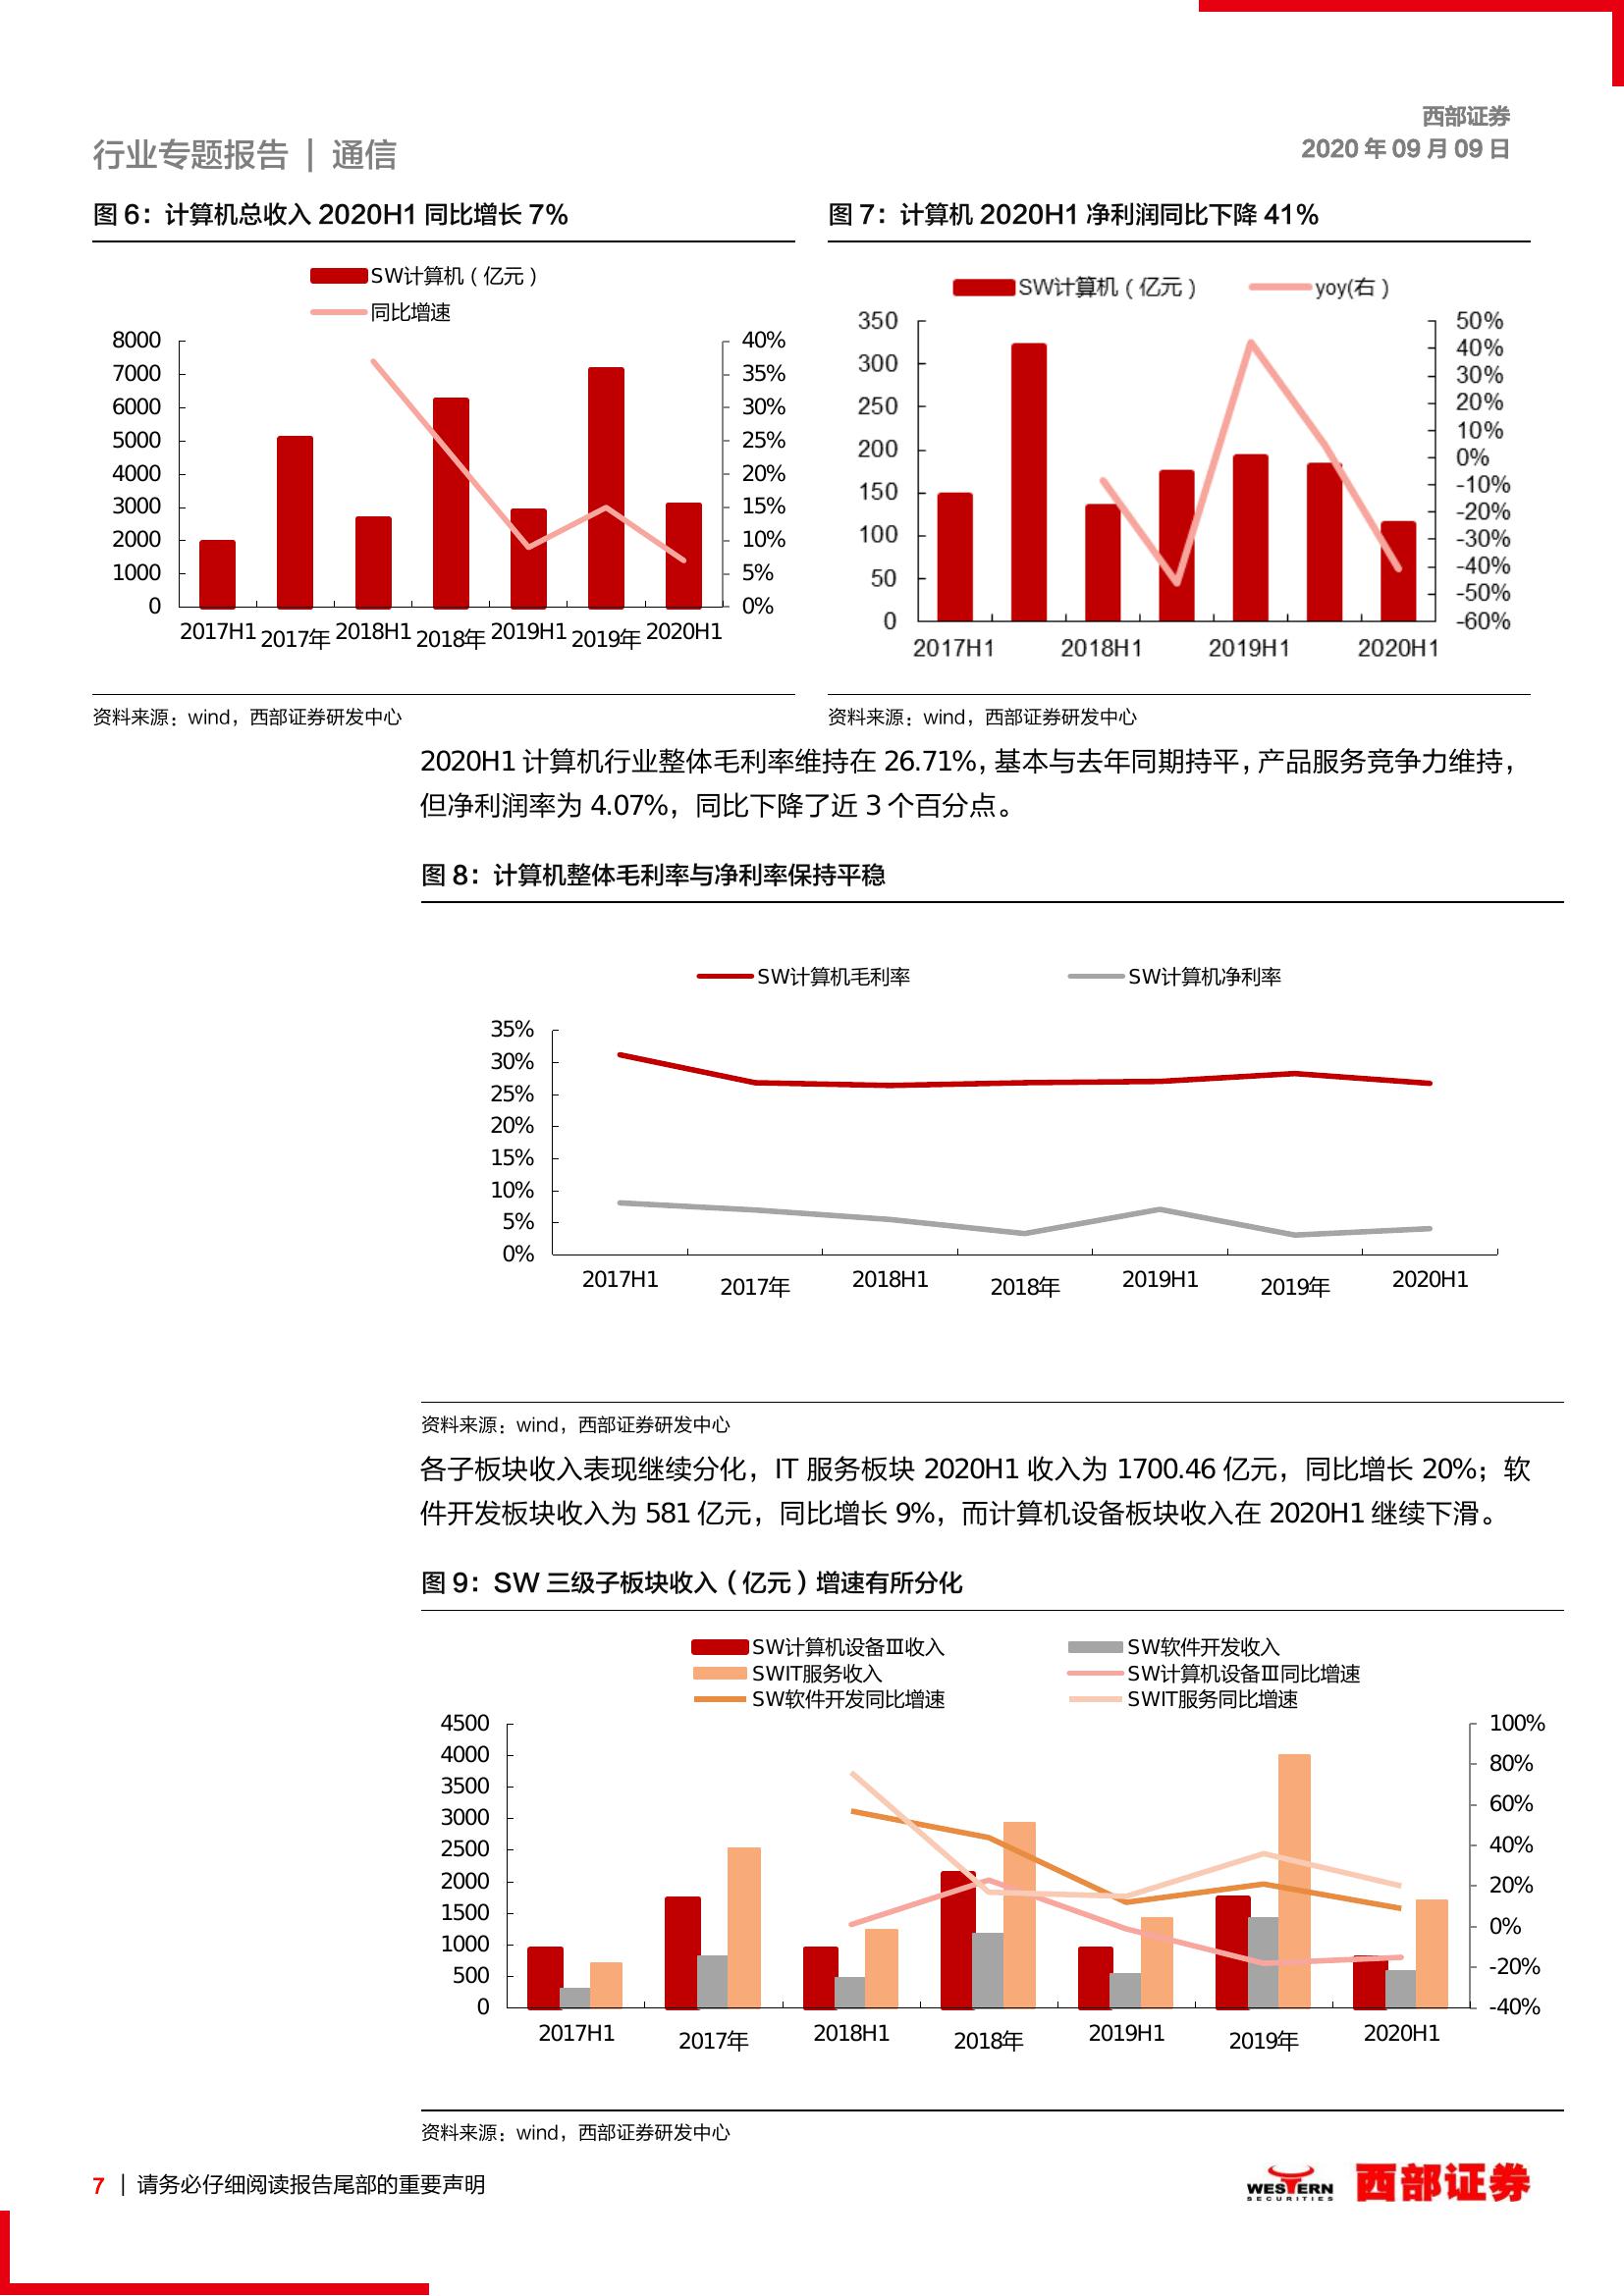 西部证券
2020 年 09 月 09 日
行业专题报告 | 通信
图 6：计算机总收入 2020H1 同比增长 7%
SW计算机（亿元）
同比增速
8000
7000
6000
5000
4000
3000
2000
1000
0
40%
35%
30%
25%
20%
15%
10%
5%
0%
2017H1 2017年 2018H1 2018年 2019H1 2019年 2020H1
资料来源：wind，西部证券研发中心
图 7：计算机 2020H1 净利润同比下降 41%
SW计算机（亿元） yoy(右）
350
300
250
200
150
100
50
0
50%
40%
30%
20%
10%
0%
-10%
-20%
-30%
-40%
-50%
-60%
2017H1 2018H1 2019H1 2020H1
资料来源：wind，西部证券研发中心
2020H1 计算机行业整体毛利率维持在 26.71%，基本与去年同期持平，产品服务竞争力维持，
但净利润率为 4.07%，同比下降了近 3 个百分点。
图 8：计算机整体毛利率与净利率保持平稳
SW计算机毛利率 SW计算机净利率
35%
30%
25%
20%
15%
10%
5%
0%
2017H1 2017年 2018H1 2018年 2019H1 2019年 2020H1
资料来源：wind，西部证券研发中心
各子板块收入表现继续分化，IT 服务板块 2020H1 收入为 1700.46 亿元，同比增长 20%；软
件开发板块收入为 581 亿元，同比增长 9%，而计算机设备板块收入在 2020H1 继续下滑。
图 9：SW 三级子板块收入（亿元）增速有所分化
SW计算机设备Ⅲ收入 SW软件开发收入
SWIT服务收入 SW计算机设备Ⅲ同比增速
SW软件开发同比增速 SWIT服务同比增速
4500
4000
3500
3000
2500
2000
1500
1000
500
0
100%
80%
60%
40%
20%
0%
-20%
-40%
2017H1 2017年 2018H1 2018年 2019H1 2019年 2020H1
资料来源：wind，西部证券研发中心
7 | 请务必仔细阅读报告尾部的重要声明
WESTERN
SECURITIES
西部证券